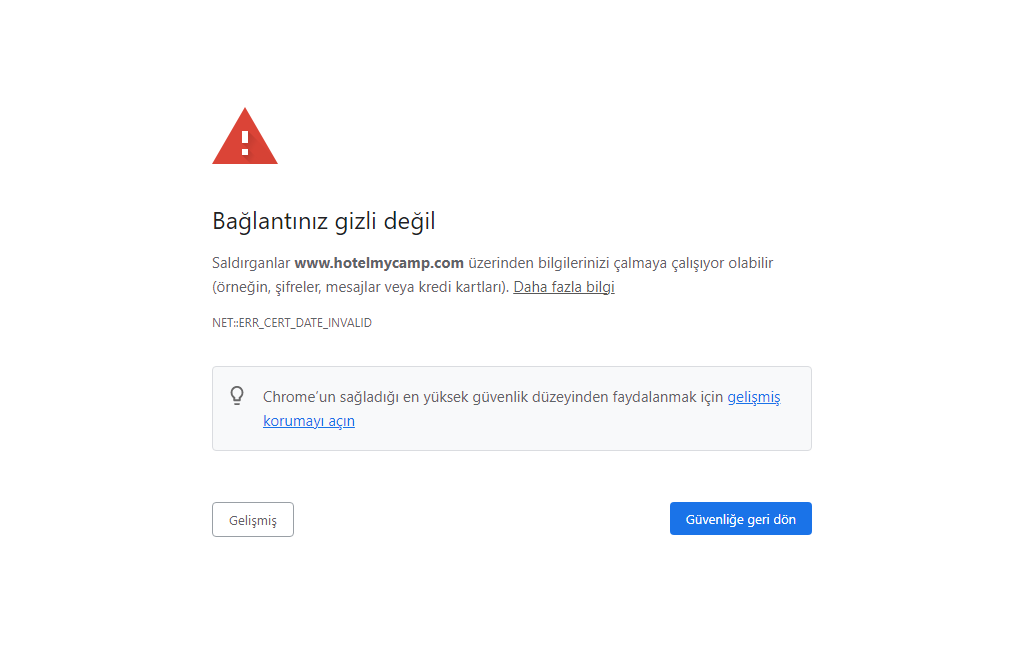 Bağlantınız gizli değil
Saldırganlar www.hotelmycamp.com üzerinden bilgilerinizi çalmaya çalışıyor olabilir
(örneğin, şifreler, mesajlar veya kredi kartları). Daha fazla bilgi
NET::ERR_CERT_DATE_INVALID
Chrome'un sağladığı en yüksek güvenlik düzeyinden faydalanmak için gelişmiş
korumayı açın
Gelişmiş
Güvenliğe geri dön